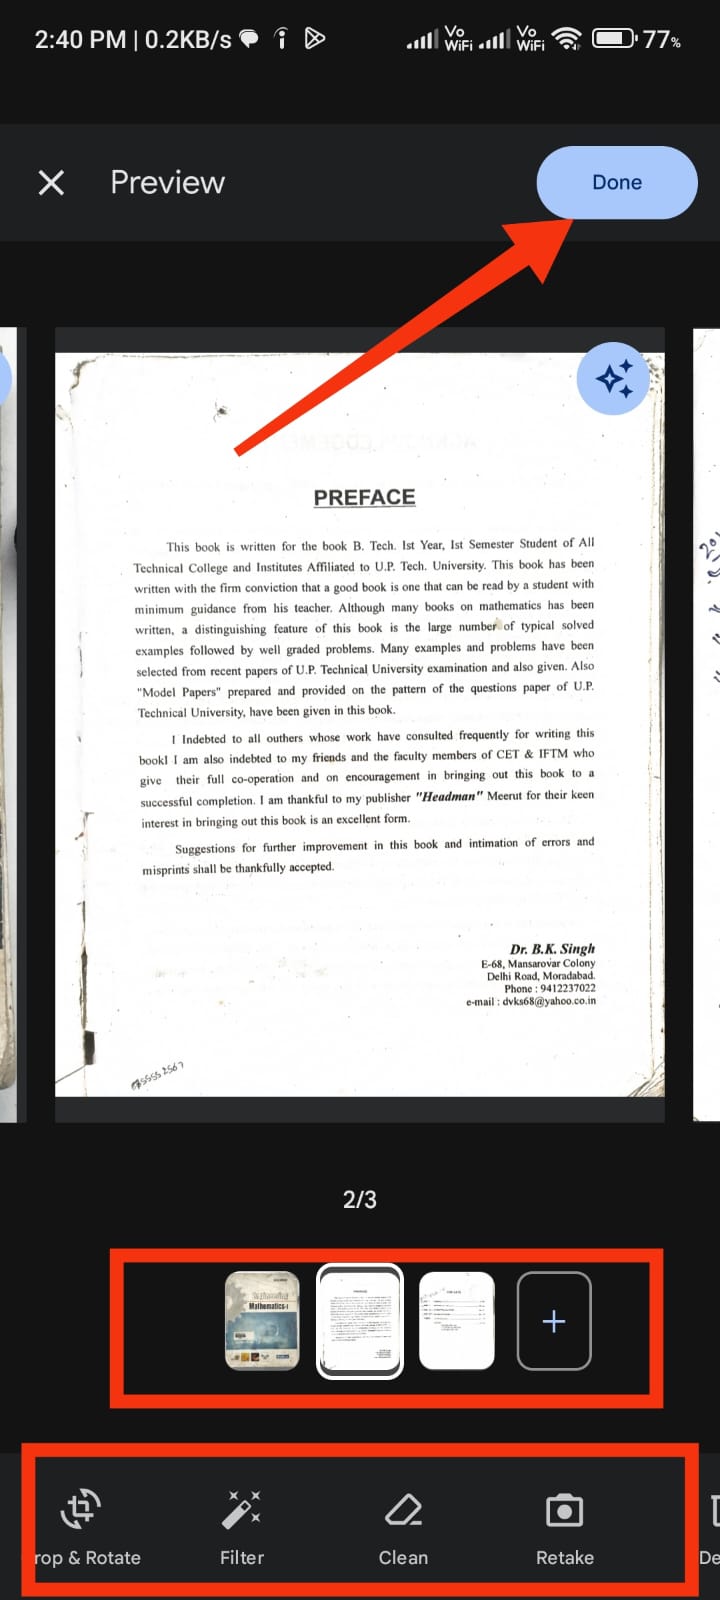 2:40 PM | 0.2KB/s
Vo WiFi Vo WiFi 77%
Preview
Done
PREFACE
This book is written for the book B. Tech. Ist Year, Ist Semester Student of All
Technical College and Institutes Affiliated to U.P. Tech. University. This book has been
written with the firm conviction that a good book is one that can be read by a student with
minimum guidance from his teacher. Although many books on mathematics has been
written, a distinguishing feature of this book is the large number of typical solved
examples followed by well graded problems. Many examples and problems have been
selected from recent papers of U.P. Technical University examination and also given. Also
"Model Papers" prepared and provided on the pattern of the questions paper of U.P.
Technical University, have been given in this book.
I Indebted to all outhers whose work have consulted frequently for writing this
bookl I am also indebted to my friends and the faculty members of CET & IFTM who
give their full co-operation and on encouragement in bringing out this book to a
successful completion. I am thankful to my publisher "Headman" Meerut for their keen
interest in bringing out this book is an excellent form.
Suggestions for further improvement in this book and intimation of errors and
misprints shall be thankfully accepted.
Dr. B.K. Singh
E-68, Mansarovar Colony
Delhi Road, Moradabad.
Phone : 9412237022
e-mail : dvks68@yahoo.co.in
2/3
Mathematics-I
rop & Rotate
Filter
Clean
Retake
De